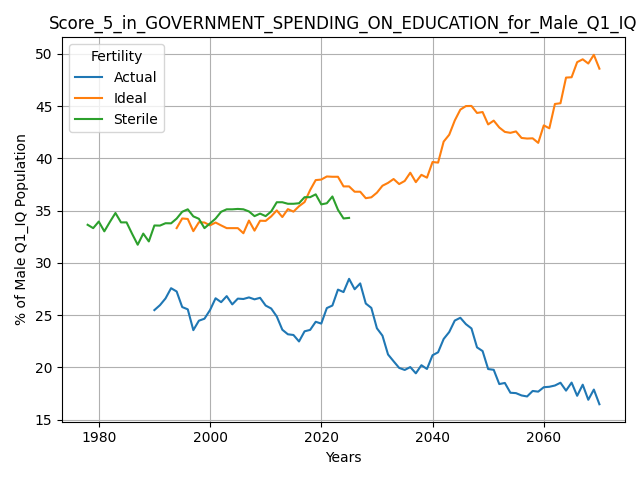 Score_5_in_GOVERNMENT_SPENDING_ON_EDUCATION_for_Male_Q1_IQ
Fertility
Actual
Ideal
Sterile
% of Male Q1_IQ Population
50
45
40
35
30
25
20
15
1980
2000
2020
2040
2060
Years